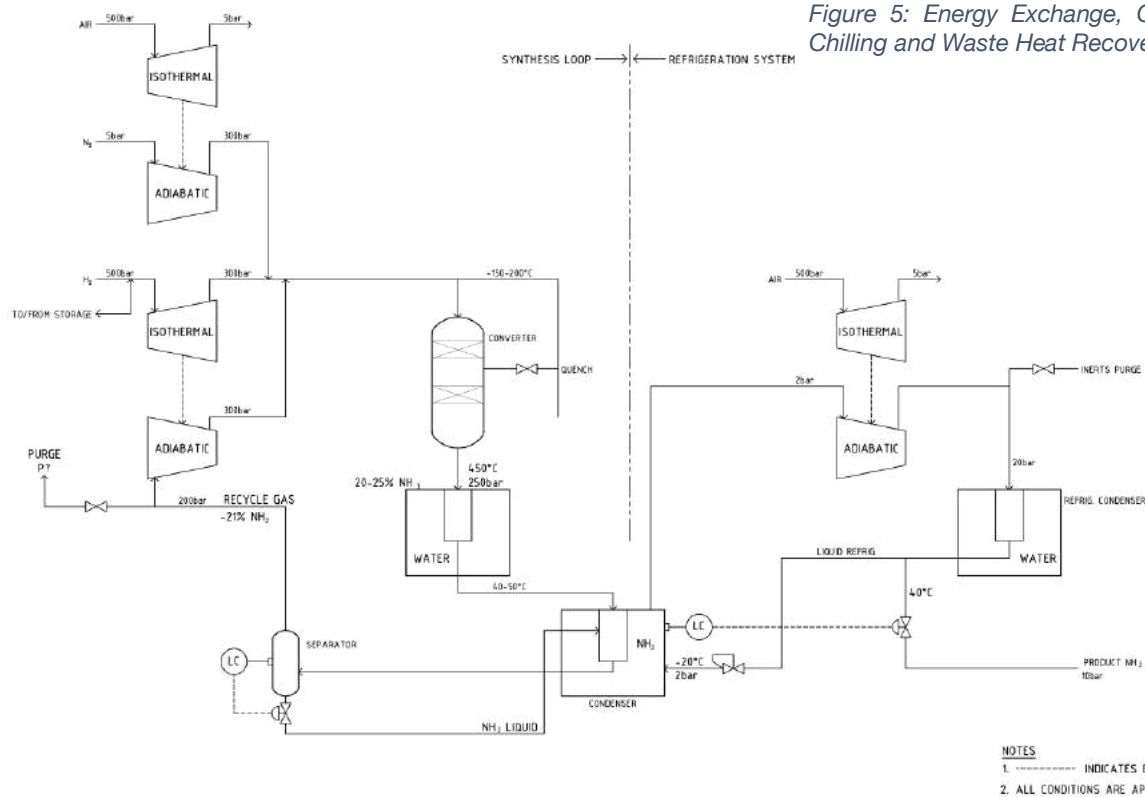 Figure 5: Energy Exchange, C
Chilling and Waste Heat Recove
AIR
500bar
5bar
ISOTHERMAL
SYNTHESIS LOOP
REFRIGERATION SYSTEM
N₂
5bar
300bar
ADIABATIC
H₂
500bar
300bar
~150-200°C
TO/FROM STORAGE
ISOTHERMAL
CONVERTER
QUENCH
AIR
500bar
5bar
ISOTHERMAL
INERTS PURGE
2bar
300bar
ADIABATIC
ADIABATIC
PURGE
P?
450°C
20-25% NH₃
250bar
20bar
200bar
RECYCLE GAS
~21% NH₃
REFRIG. CONDENSER
WATER
LIQUID REFRIG.
WATER
40-50°C
40°C
SEPARATOR
LC
NH₃
LC
-20°C
2bar
PRODUCT NH₃
10bar
CONDENSER
NH₃ LIQUID
NOTES
1. ---------- INDICATES E
2. ALL CONDITIONS ARE AP